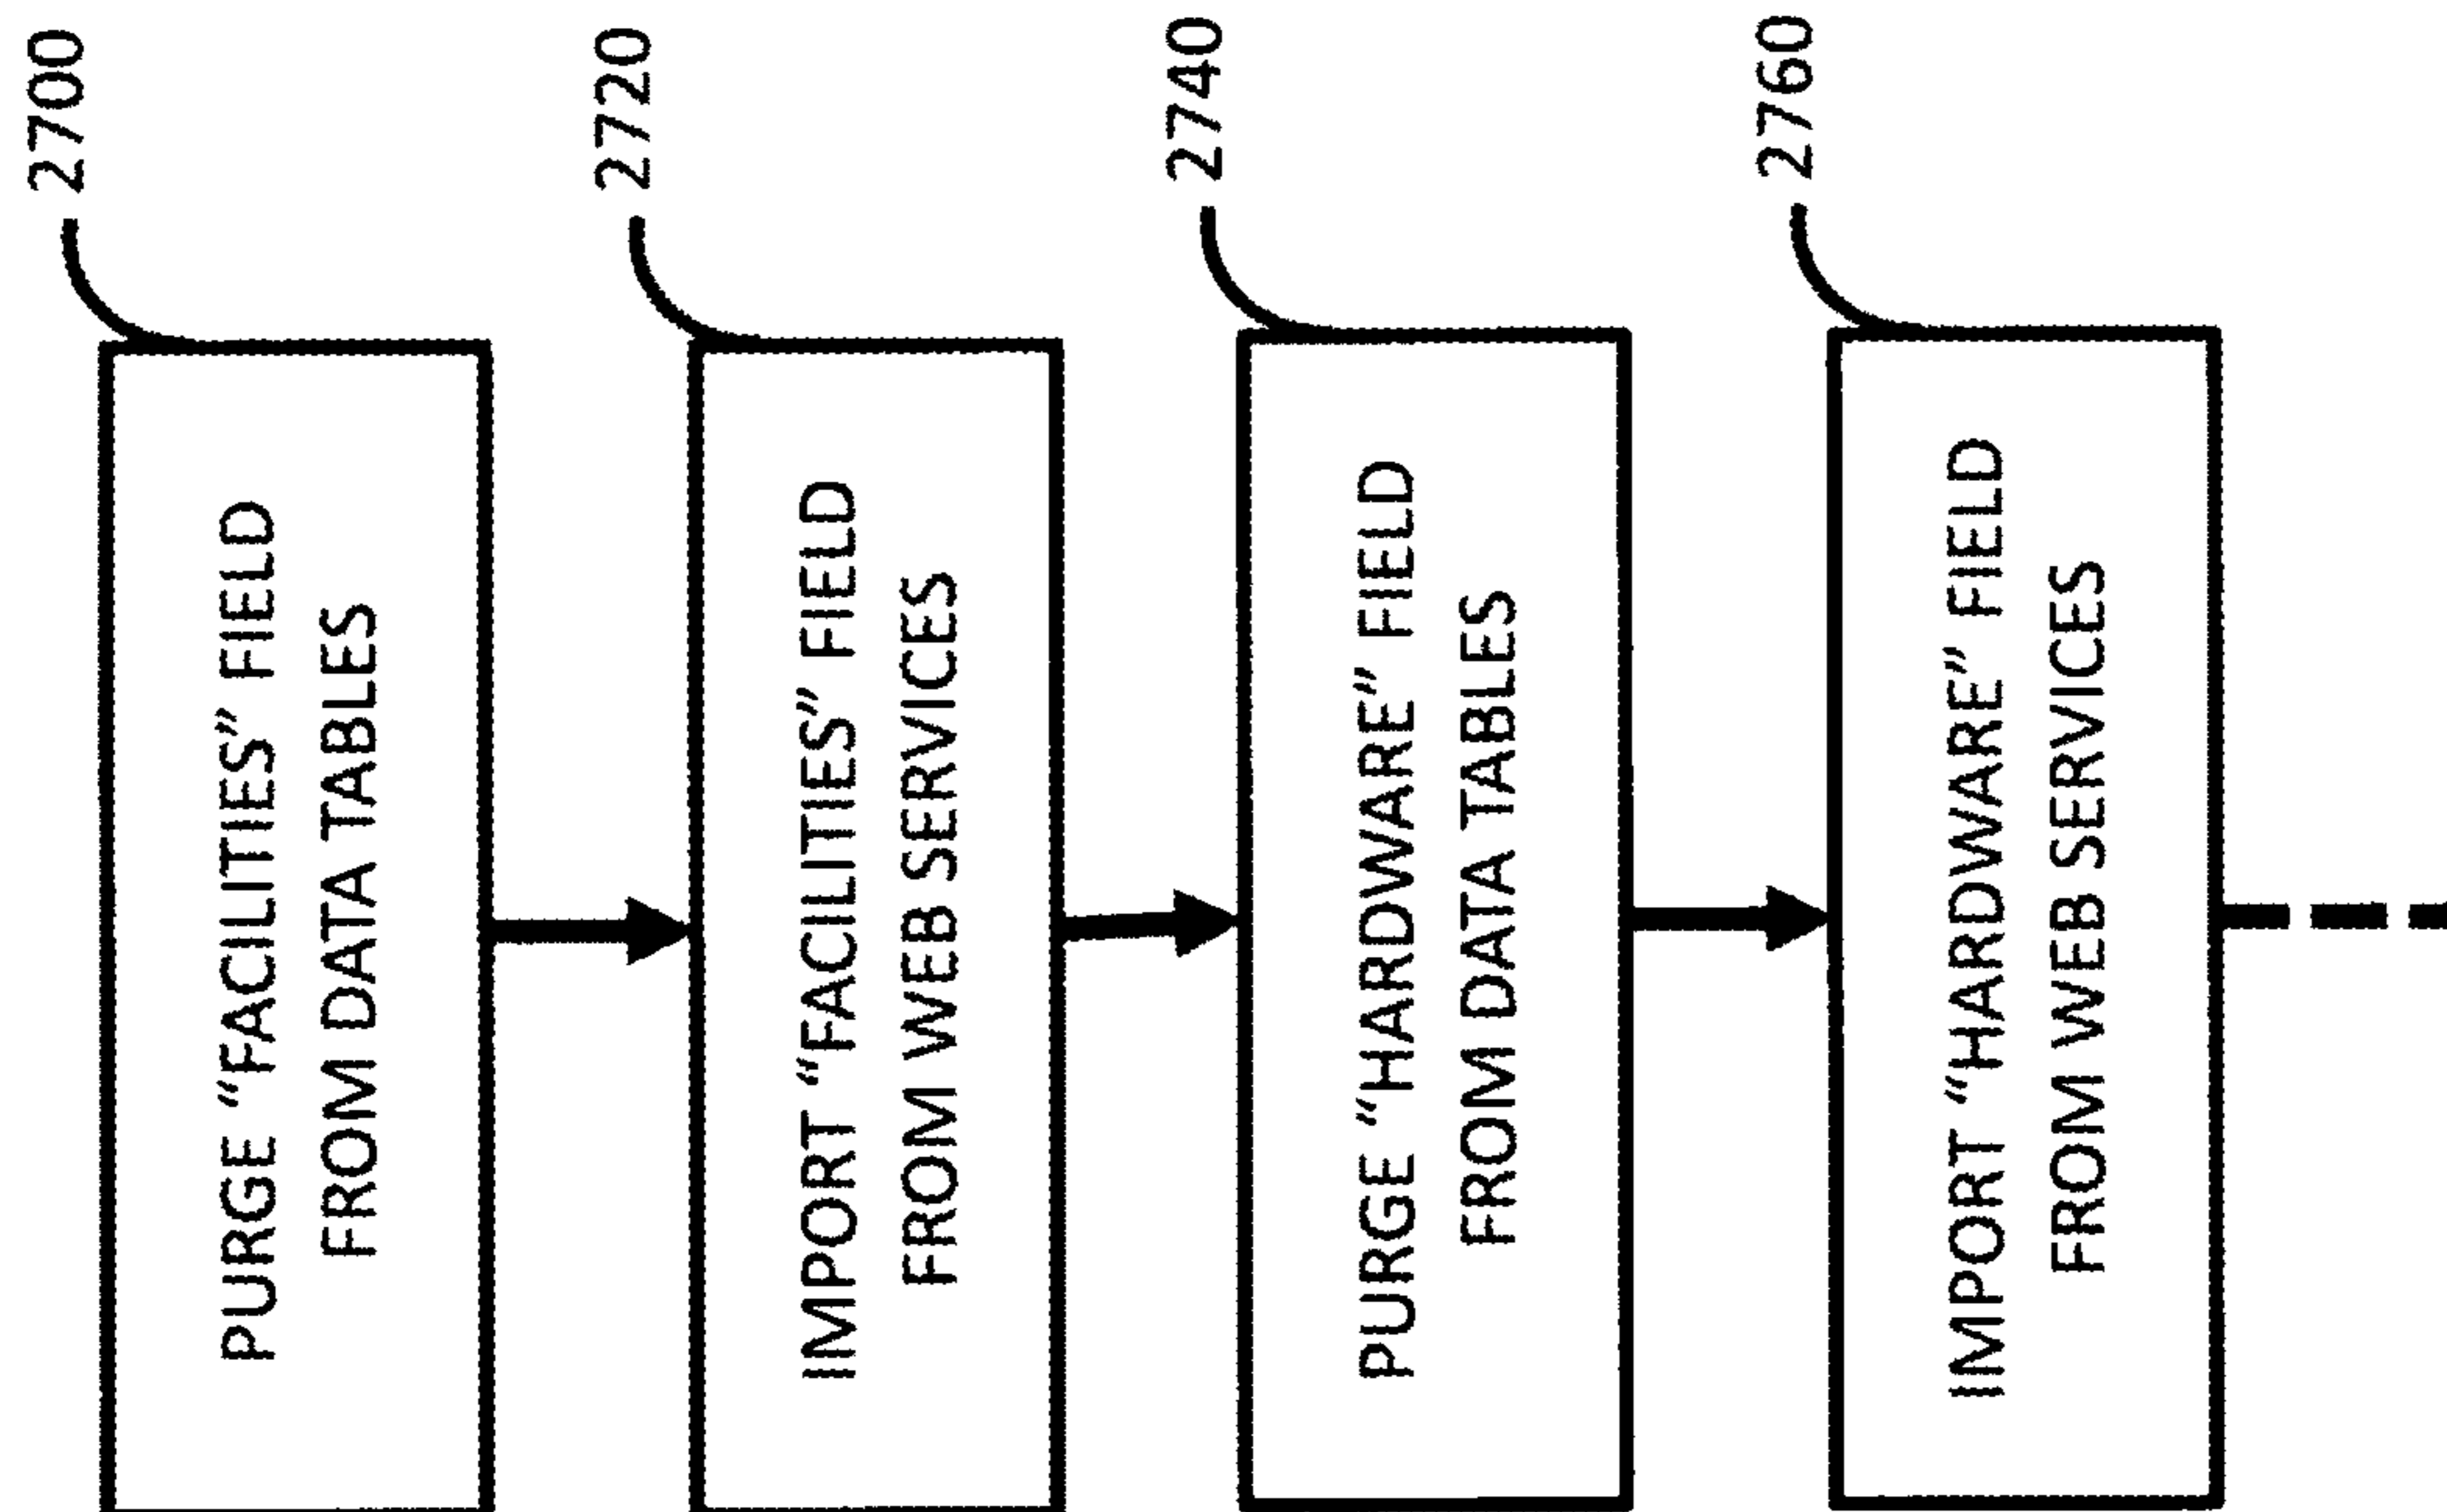 2700
PURGE “FACILITIES” FIELD
FROM DATA TABLES
2720
IMPORT “FACILITIES” FIELD
FROM WEB SERVICES
2740
PURGE “HARDWARE” FIELD
FROM DATA TABLES
2760
IMPORT “HARDWARE” FIELD
FROM WEB SERVICES